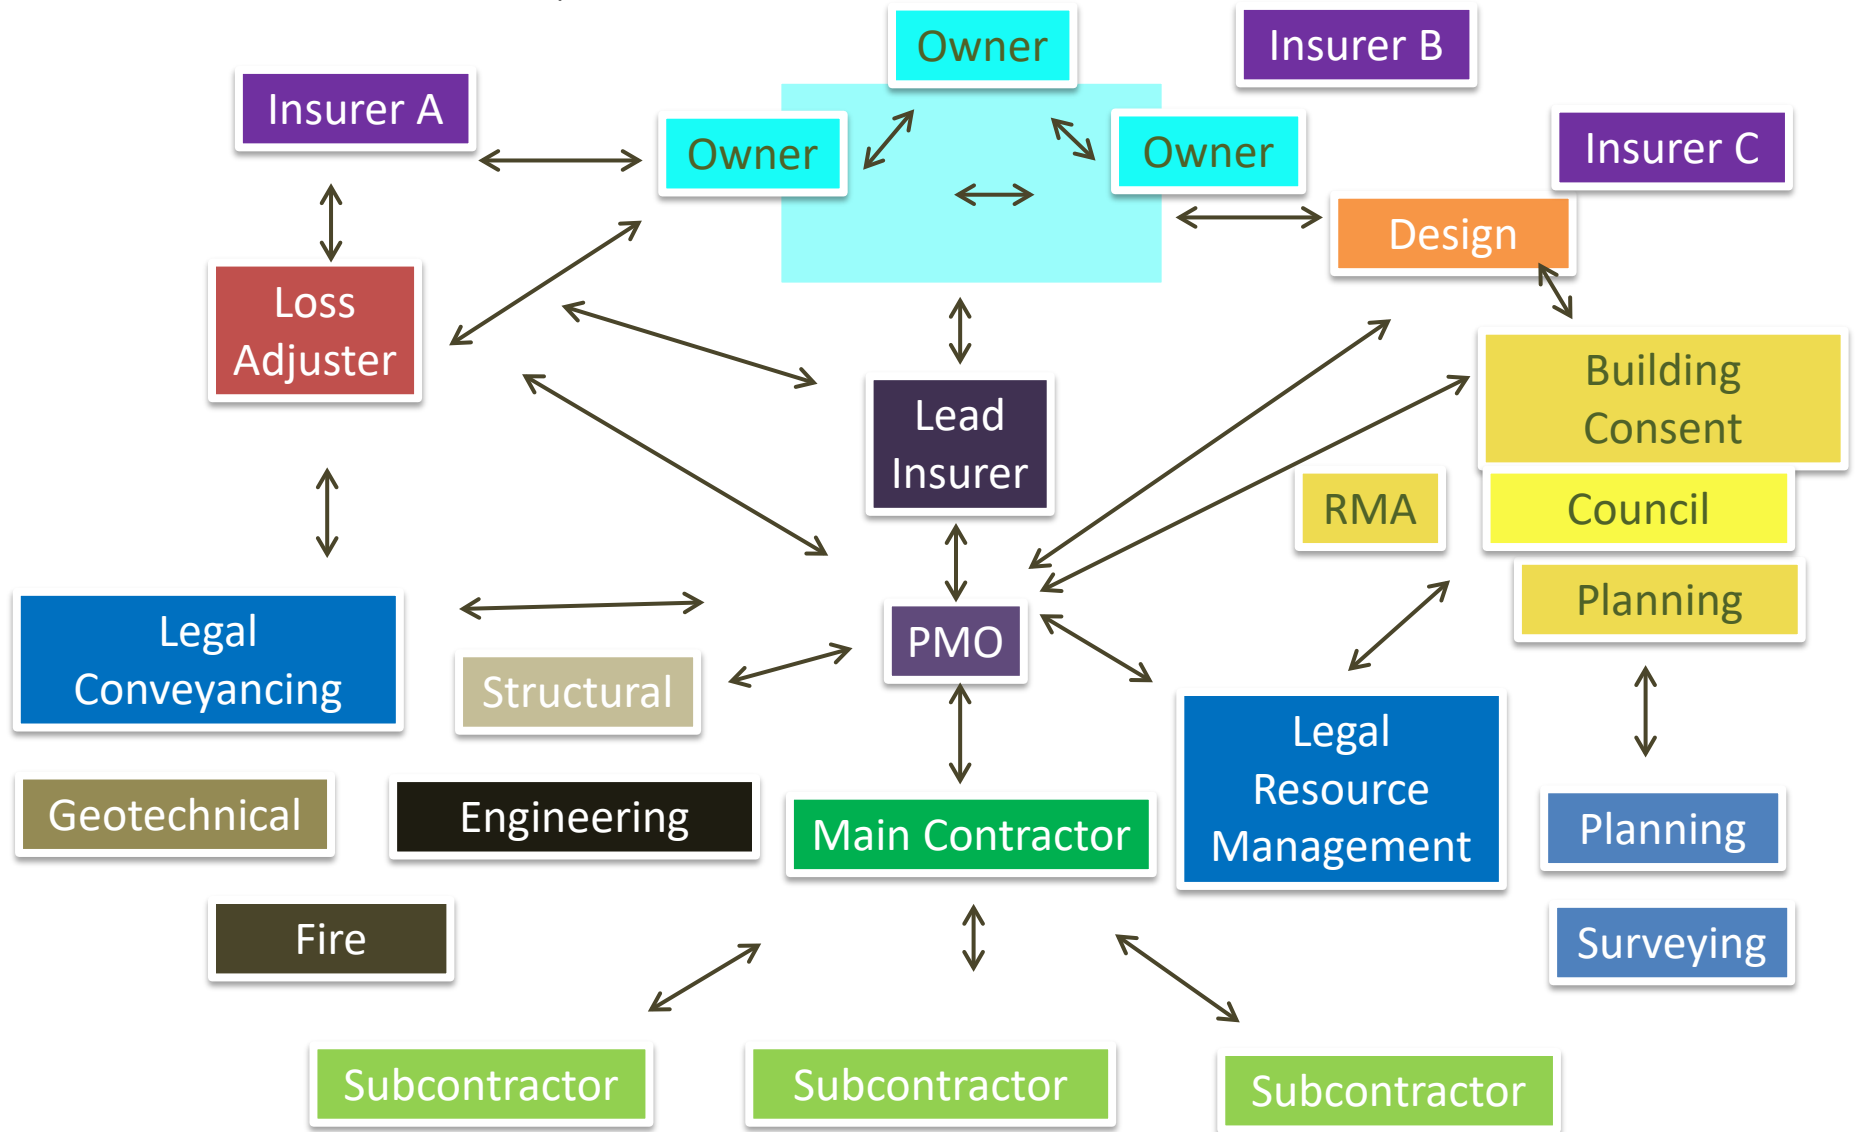 Owner
Insurer B
Insurer A
Owner
Owner
Insurer C
Design
Loss
Adjuster
Lead
Insurer
Building
Consent
RMA
Council
Planning
Legal
Conveyancing
Structural
PMO
Legal
Resource
Management
Geotechnical
Engineering
Main Contractor
Planning
Fire
Surveying
Subcontractor
Subcontractor
Subcontractor